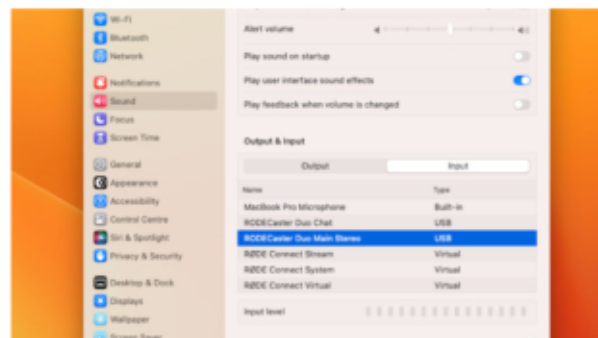 Wi-Fi
Bluetooth
Network
Notifications
Sound
Focus
Screen Time
General
Appearance
Accessibility
Control Centre
Siri & Spotlight
Privacy & Security
Desktop & Dock
Displays
Wallpaper
Screen Saver
Alert volume
Play sound on startup
Play user interface sound effects
Play feedback when volume is changed
Output & Input
Output Input
Name Type
MacBook Pro Microphone Built-in
RODECaster Duo Chat USB
RODECaster Duo Main Stereo USB
RØDE Connect Stream Virtual
RØDE Connect System Virtual
RØDE Connect Virtual Virtual
Input level